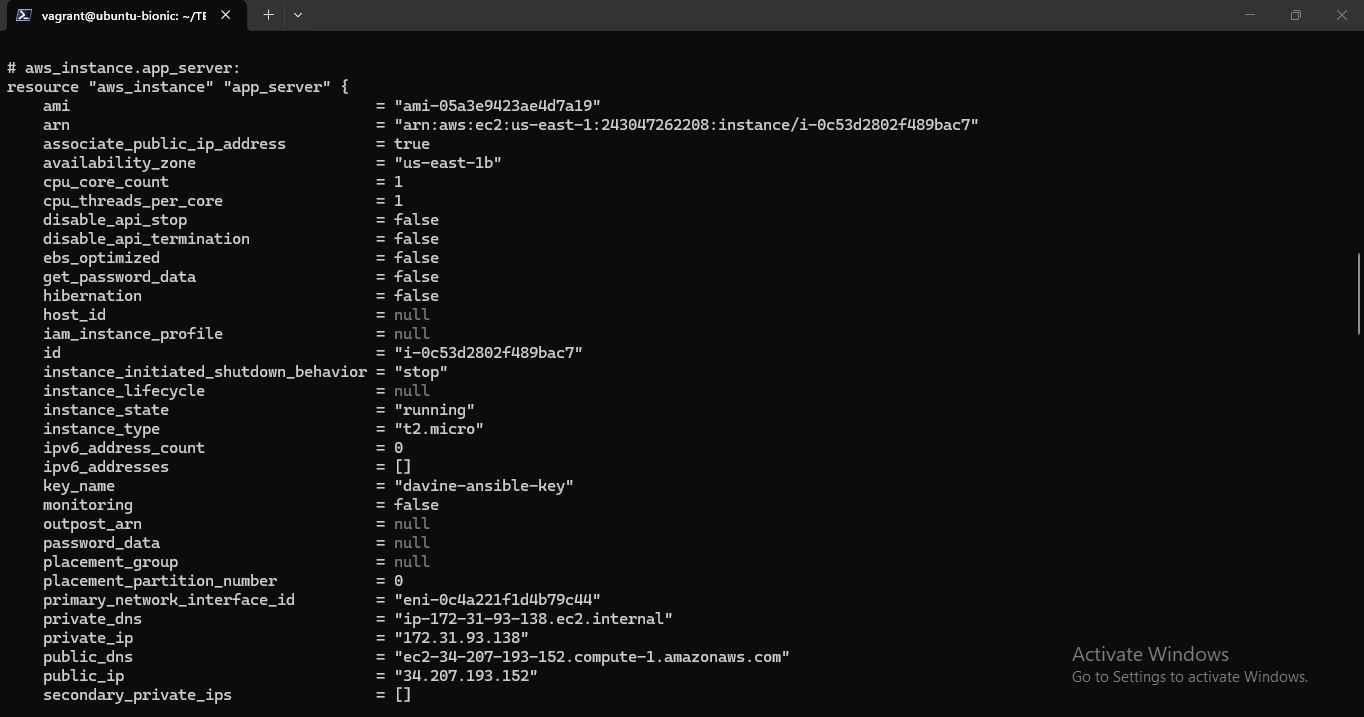 vagrant@ubuntu-bionic: ~/TE
# aws_instance.app_server:
resource "aws_instance" "app_server" {
    ami                                  = "ami-05a3e9423ae4d7a19"
    arn                                  = "arn:aws:ec2:us-east-1:243047262208:instance/i-0c53d2802f489bac7"
    associate_public_ip_address          = true
    availability_zone                    = "us-east-1b"
    cpu_core_count                       = 1
    cpu_threads_per_core                 = 1
    disable_api_stop                     = false
    disable_api_termination              = false
    ebs_optimized                        = false
    get_password_data                    = false
    hibernation                          = false
    host_id                              = null
    iam_instance_profile                 = null
    id                                   = "i-0c53d2802f489bac7"
    instance_initiated_shutdown_behavior = "stop"
    instance_lifecycle                   = null
    instance_state                       = "running"
    instance_type                        = "t2.micro"
    ipv6_address_count                   = 0
    ipv6_addresses                       = []
    key_name                             = "davine-ansible-key"
    monitoring                           = false
    outpost_arn                          = null
    password_data                        = null
    placement_group                      = null
    placement_partition_number           = 0
    primary_network_interface_id         = "eni-0c4a221f1d4b79c44"
    private_dns                          = "ip-172-31-93-138.ec2.internal"
    private_ip                           = "172.31.93.138"
    public_dns                           = "ec2-34-207-193-152.compute-1.amazonaws.com"
    public_ip                            = "34.207.193.152"
    secondary_private_ips                = []
Activate Windows
Go to Settings to activate Windows.